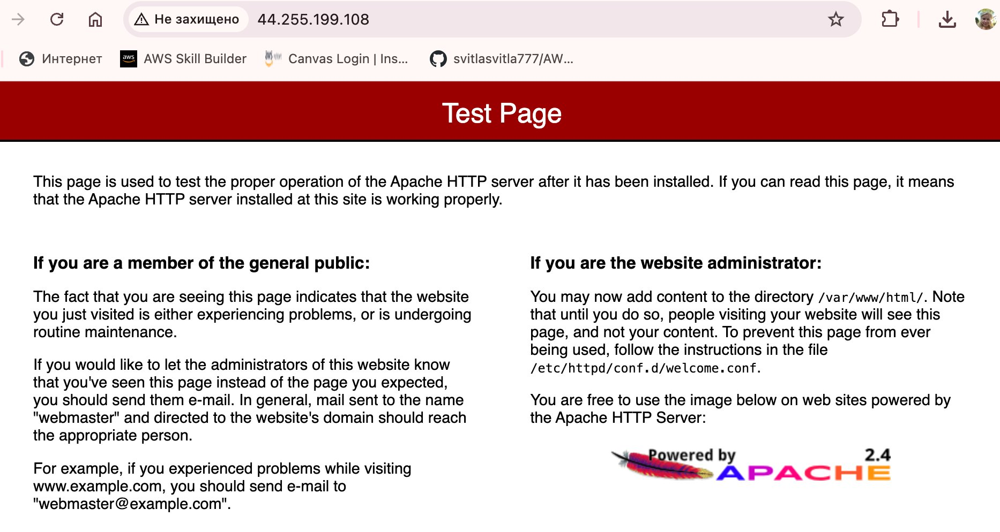 Не захищено
44.255.199.108
Интернет
aws
AWS Skill Builder
Canvas Login | Ins...
svitlasvitla777/AW...
Test Page
This page is used to test the proper operation of the Apache HTTP server after it has been installed. If you can read this page, it means
that the Apache HTTP server installed at this site is working properly.
If you are a member of the general public:
The fact that you are seeing this page indicates that the website
you just visited is either experiencing problems, or is undergoing
routine maintenance.
If you would like to let the administrators of this website know
that you've seen this page instead of the page you expected,
you should send them e-mail. In general, mail sent to the name
"webmaster" and directed to the website's domain should reach
the appropriate person.
For example, if you experienced problems while visiting
www.example.com, you should send e-mail to
"webmaster@example.com".
If you are the website administrator:
You may now add content to the directory /var/www/html/. Note
that until you do so, people visiting your website will see this
page, and not your content. To prevent this page from ever
being used, follow the instructions in the file
/etc/httpd/conf.d/welcome.conf.
You are free to use the image below on web sites powered by
the Apache HTTP Server:
Powered by 2.4
APACHE